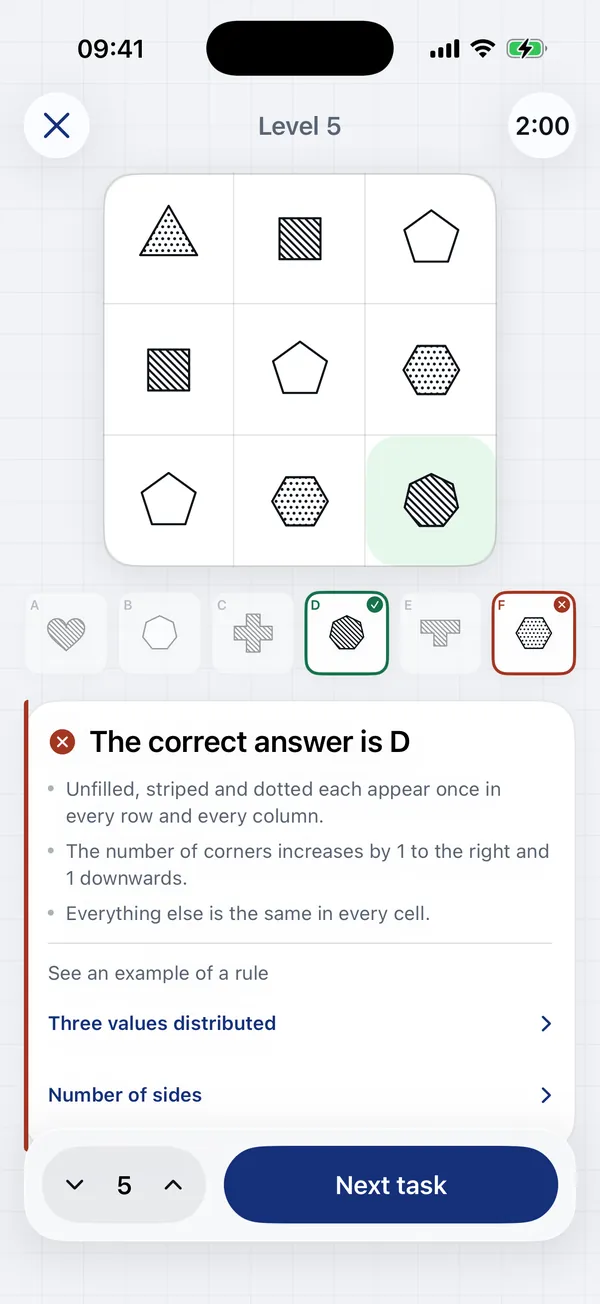 09:41
Level 5
2:00
A
B
C
D
E
F
The correct answer is D
• Unfilled, striped and dotted each appear once in
every row and every column.
• The number of corners increases by 1 to the right and
1 downwards.
• Everything else is the same in every cell.
See an example of a rule
Three values distributed
Number of sides
5
Next task